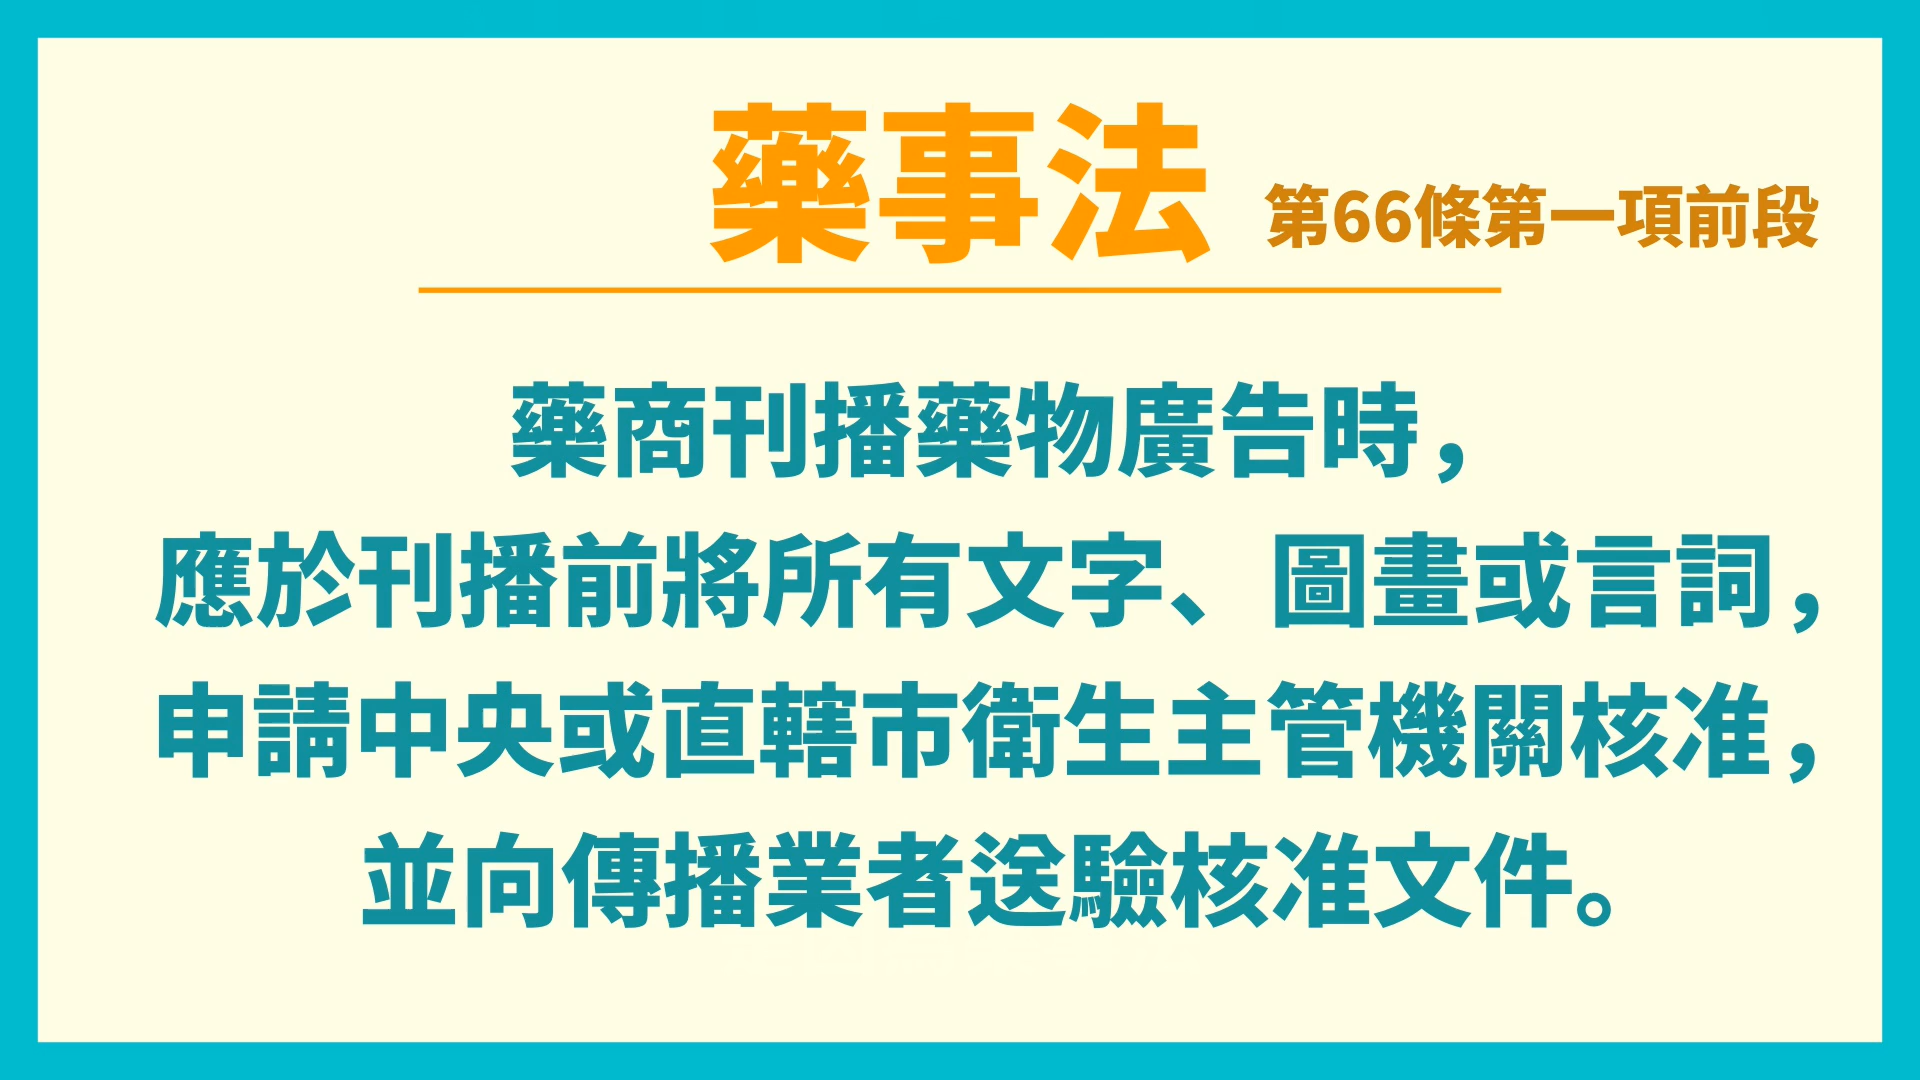 藥事法 第66條第一項前段
藥商刊播藥物廣告時，
應於刊播前將所有文字、圖畫或言詞，
申請中央或直轄市衛生主管機關核准，
並向傳播業者送驗核准文件。